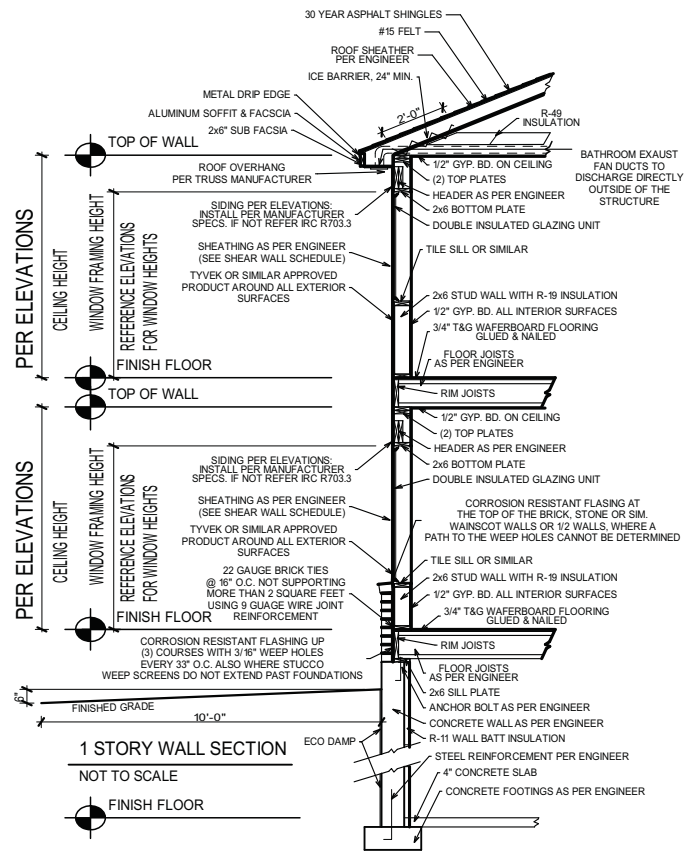 30 YEAR ASPHALT SHINGLES
#15 FELT
ROOF SHEATHER
PER ENGINEER
ICE BARRIER, 24" MIN.
METAL DRIP EDGE
ALUMINUM SOFFIT & FACSCIA
2x6" SUB FACSIA
2'-0"
R-49
INSULATION
TOP OF WALL
ROOF OVERHANG
PER TRUSS MANUFACTURER
1/2" GYP. BD. ON CEILING
(2) TOP PLATES
HEADER AS PER ENGINEER
2x6 BOTTOM PLATE
DOUBLE INSULATED GLAZING UNIT
BATHROOM EXAUST
FAN DUCTS TO
DISCHARGE DIRECTLY
OUTSIDE OF THE
STRUCTURE
SIDING PER ELEVATIONS:
INSTALL PER MANUFACTURER
SPECS. IF NOT REFER IRC R703.3
SHEATHING AS PER ENGINEER
(SEE SHEAR WALL SCHEDULE)
TYVEK OR SIMILAR APPROVED
PRODUCT AROUND ALL EXTERIOR
SURFACES
TILE SILL OR SIMILAR
2x6 STUD WALL WITH R-19 INSULATION
1/2" GYP. BD. ALL INTERIOR SURFACES
3/4" T&G WAFERBOARD FLOORING
GLUED & NAILED
FLOOR JOISTS
AS PER ENGINEER
RIM JOISTS
PER ELEVATIONS
CEILING HEIGHT
WINDOW FRAMING HEIGHT
REFERENCE ELEVATIONS
FOR WINDOW HEIGHTS
FINISH FLOOR
TOP OF WALL
1/2" GYP. BD. ON CEILING
(2) TOP PLATES
HEADER AS PER ENGINEER
2x6 BOTTOM PLATE
DOUBLE INSULATED GLAZING UNIT
SIDING PER ELEVATIONS:
INSTALL PER MANUFACTURER
SPECS. IF NOT REFER IRC R703.3
SHEATHING AS PER ENGINEER
(SEE SHEAR WALL SCHEDULE)
TYVEK OR SIMILAR APPROVED
PRODUCT AROUND ALL EXTERIOR
SURFACES
CORROSION RESISTANT FLASING AT
THE TOP OF THE BRICK, STONE OR SIM.
WAINSCOT WALLS OR 1/2 WALLS, WHERE A
PATH TO THE WEEP HOLES CANNOT BE DETERMINED
22 GAUGE BRICK TIES
@ 16" O.C. NOT SUPPORTING
MORE THAN 2 SQUARE FEET
USING 9 GUAGE WIRE JOINT
REINFORCEMENT
TILE SILL OR SIMILAR
2x6 STUD WALL WITH R-19 INSULATION
1/2" GYP. BD. ALL INTERIOR SURFACES
3/4" T&G WAFERBOARD FLOORING
GLUED & NAILED
PER ELEVATIONS
CEILING HEIGHT
WINDOW FRAMING HEIGHT
REFERENCE ELEVATIONS
FOR WINDOW HEIGHTS
FINISH FLOOR
CORROSION RESISTANT FLASHING UP
(3) COURSES WITH 3/16" WEEP HOLES
EVERY 33" O.C. ALSO WHERE STUCCO
WEEP SCREENS DO NOT EXTEND PAST FOUNDATIONS
RIM JOISTS
FLOOR JOISTS
AS PER ENGINEER
2x6 SILL PLATE
ANCHOR BOLT AS PER ENGINEER
CONCRETE WALL AS PER ENGINEER
R-11 WALL BATT INSULATION
STEEL REINFORCEMENT PER ENGINEER
4" CONCRETE SLAB
CONCRETE FOOTINGS AS PER ENGINEER
6"
FINISHED GRADE
10'-0"
ECO DAMP
1 STORY WALL SECTION
NOT TO SCALE
FINISH FLOOR